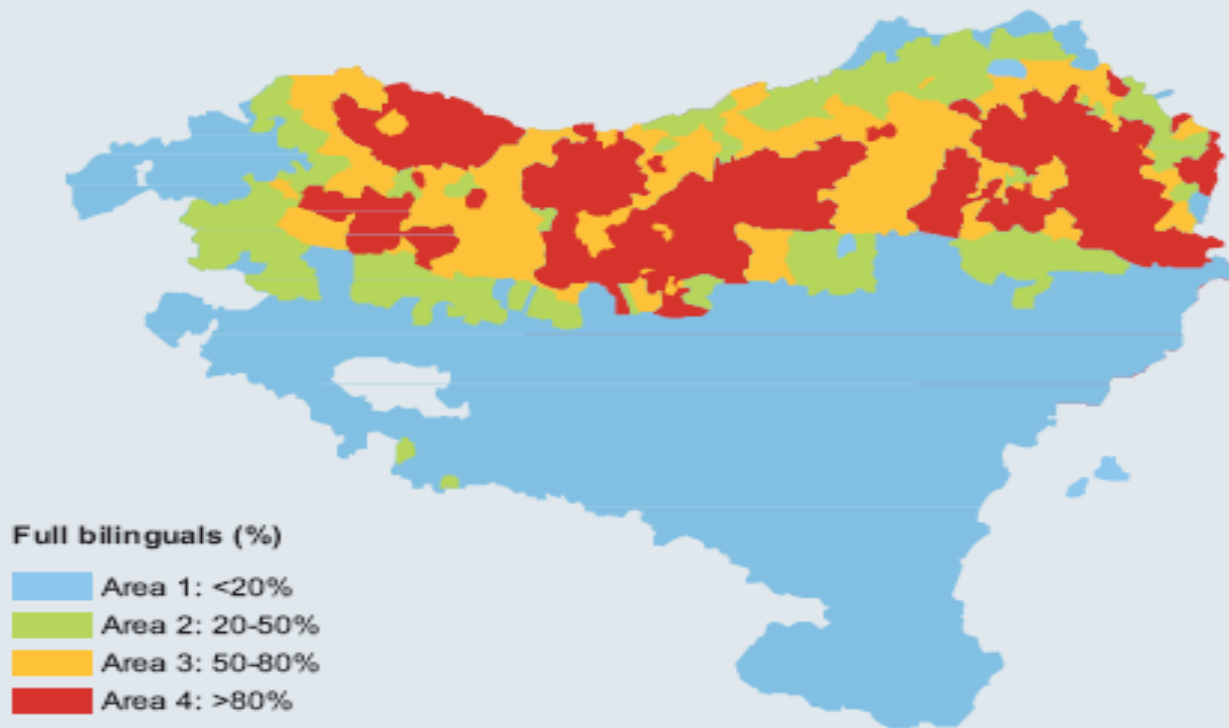 Full bilinguals (%)
Area 1: <20%
Area 2: 20-50%
Area 3: 50-80%
Area 4: >80%